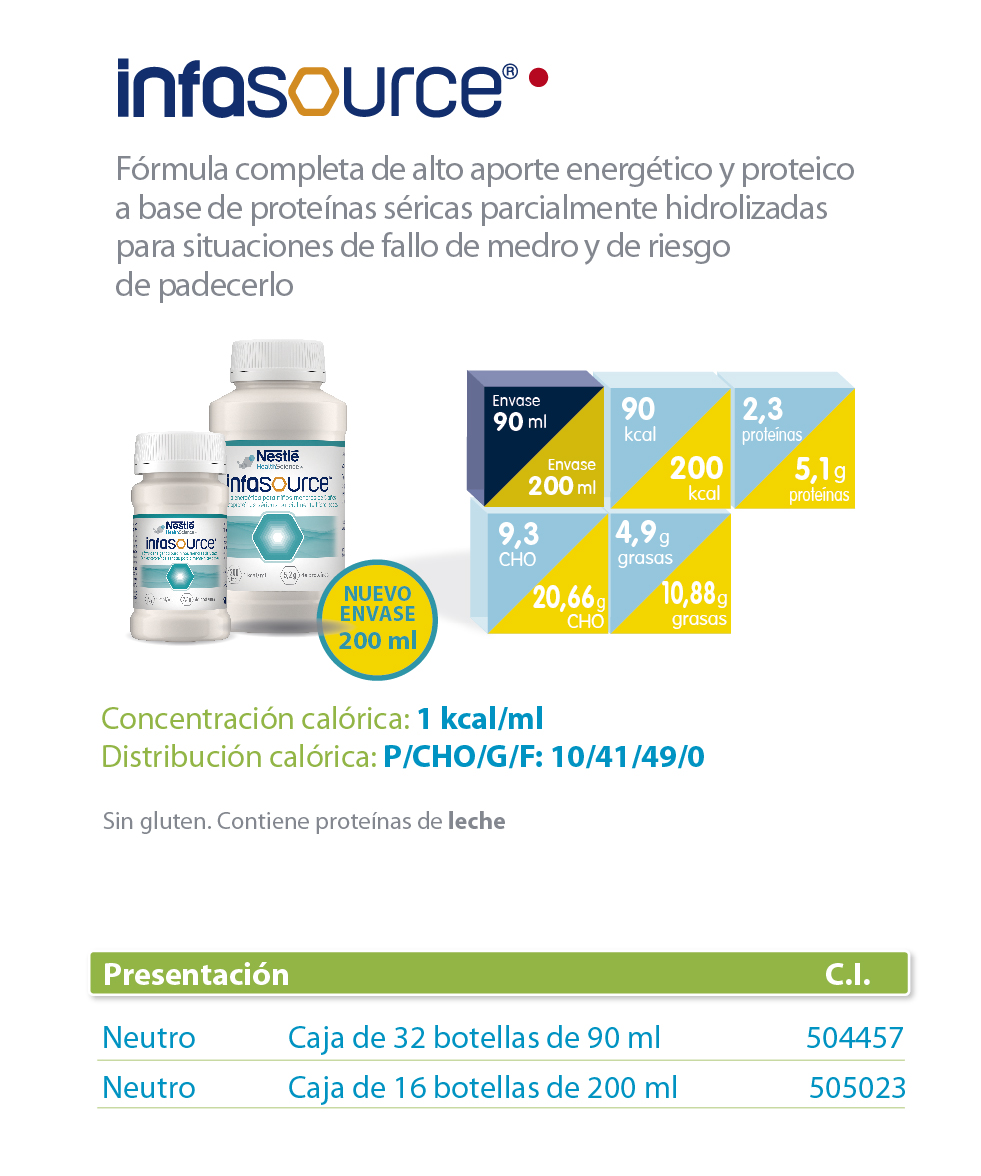 infasource®
Fórmula completa de alto aporte energético y proteico
a base de proteínas séricas parcialmente hidrolizadas
para situaciones de fallo de medro y de riesgo
de padecerlo
Nestlé
HealthScience
infasource
Nestlé
HealthScience
infasource
NUEVO
ENVASE
200 ml
Envase
90 ml
Envase
200 ml
90
kcal
200
kcal
2,3
proteínas
5,1 g
proteínas
9,3
CHO
20,66 g
CHO
4,9 g
grasas
10,88 g
grasas
Concentración calórica: 1 kcal/ml
Distribución calórica: P/CHO/G/F: 10/41/49/0
Sin gluten. Contiene proteínas de leche
Presentación C.I.
Neutro Caja de 32 botellas de 90 ml 504457
Neutro Caja de 16 botellas de 200 ml 505023